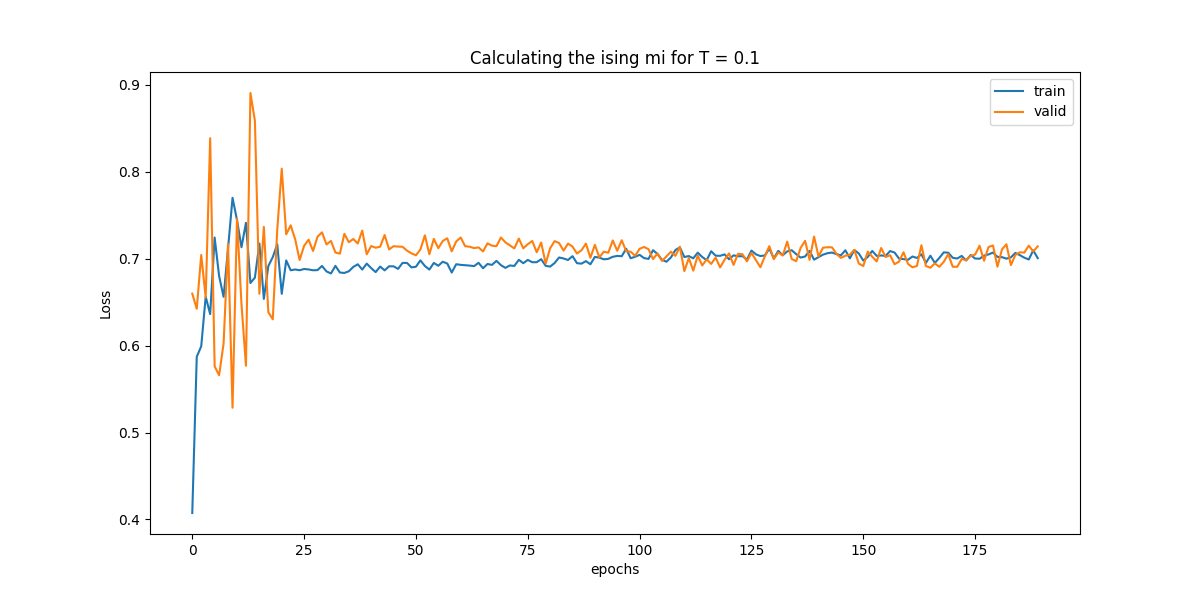 Calculating the ising mi for T = 0.1
train
valid
Loss
0.9
0.8
0.7
0.6
0.5
0.4
0 25 50 75 100 125 150 175
epochs